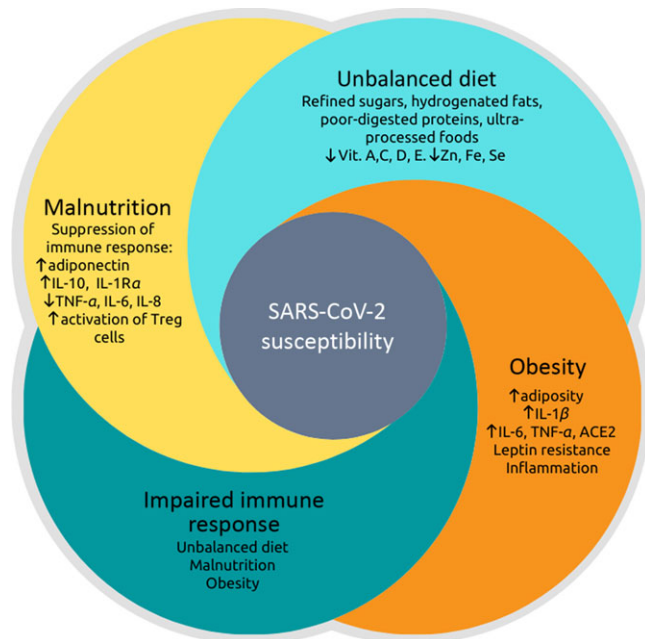 Unbalanced diet
Refined sugars, hydrogenated fats,
poor-digested proteins, ultra-
processed foods
↓Vit. A,C, D, E. ↓Zn, Fe, Se
Malnutrition
Suppression of
immune response:
↑adiponectin
↑IL-10, IL-1Rα
↓TNF-α, IL-6, IL-8
↑activation of Treg
cells
SARS-CoV-2
susceptibility
Obesity
↑adiposity
↑IL-1β
↑IL-6, TNF-α, ACE2
Leptin resistance
Inflammation
Impaired immune
response
Unbalanced diet
Malnutrition
Obesity